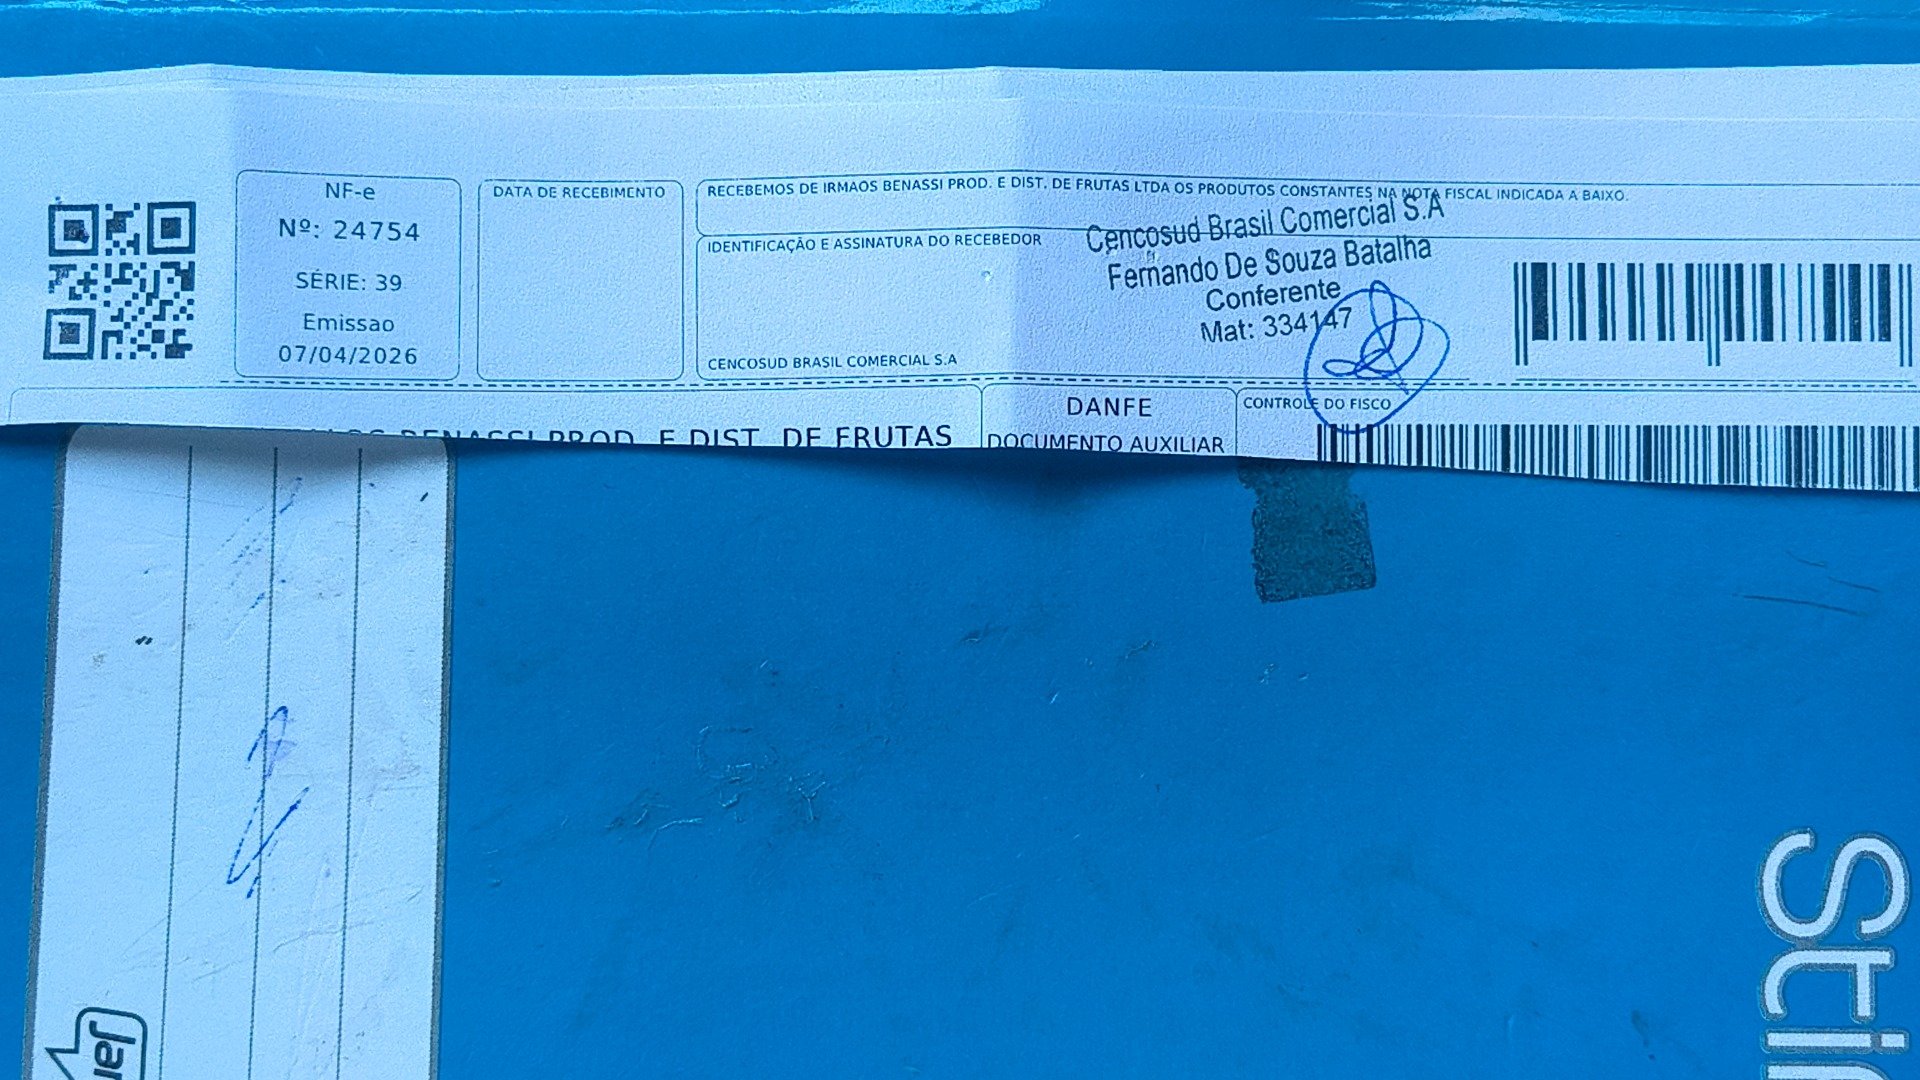 NF-e
Nº: 24754
SÉRIE: 39
Emissao
07/04/2026
DATA DE RECEBIMENTO
RECEBEMOS DE IRMAOS BENASSI PROD. E DIST. DE FRUTAS LTDA OS PRODUTOS CONSTANTES NA NOTA FISCAL INDICADA A BAIXO.
IDENTIFICAÇÃO E ASSINATURA DO RECEBEDOR
CENCOSUD BRASIL COMERCIAL S.A
Cencosud Brasil Comercial S.A
Fernando De Souza Batalha
Conferente
Mat: 334147
BENASSI PROD. E DIST. DE FRUTAS
DANFE
DOCUMENTO AUXILIAR
CONTROLE DO FISCO